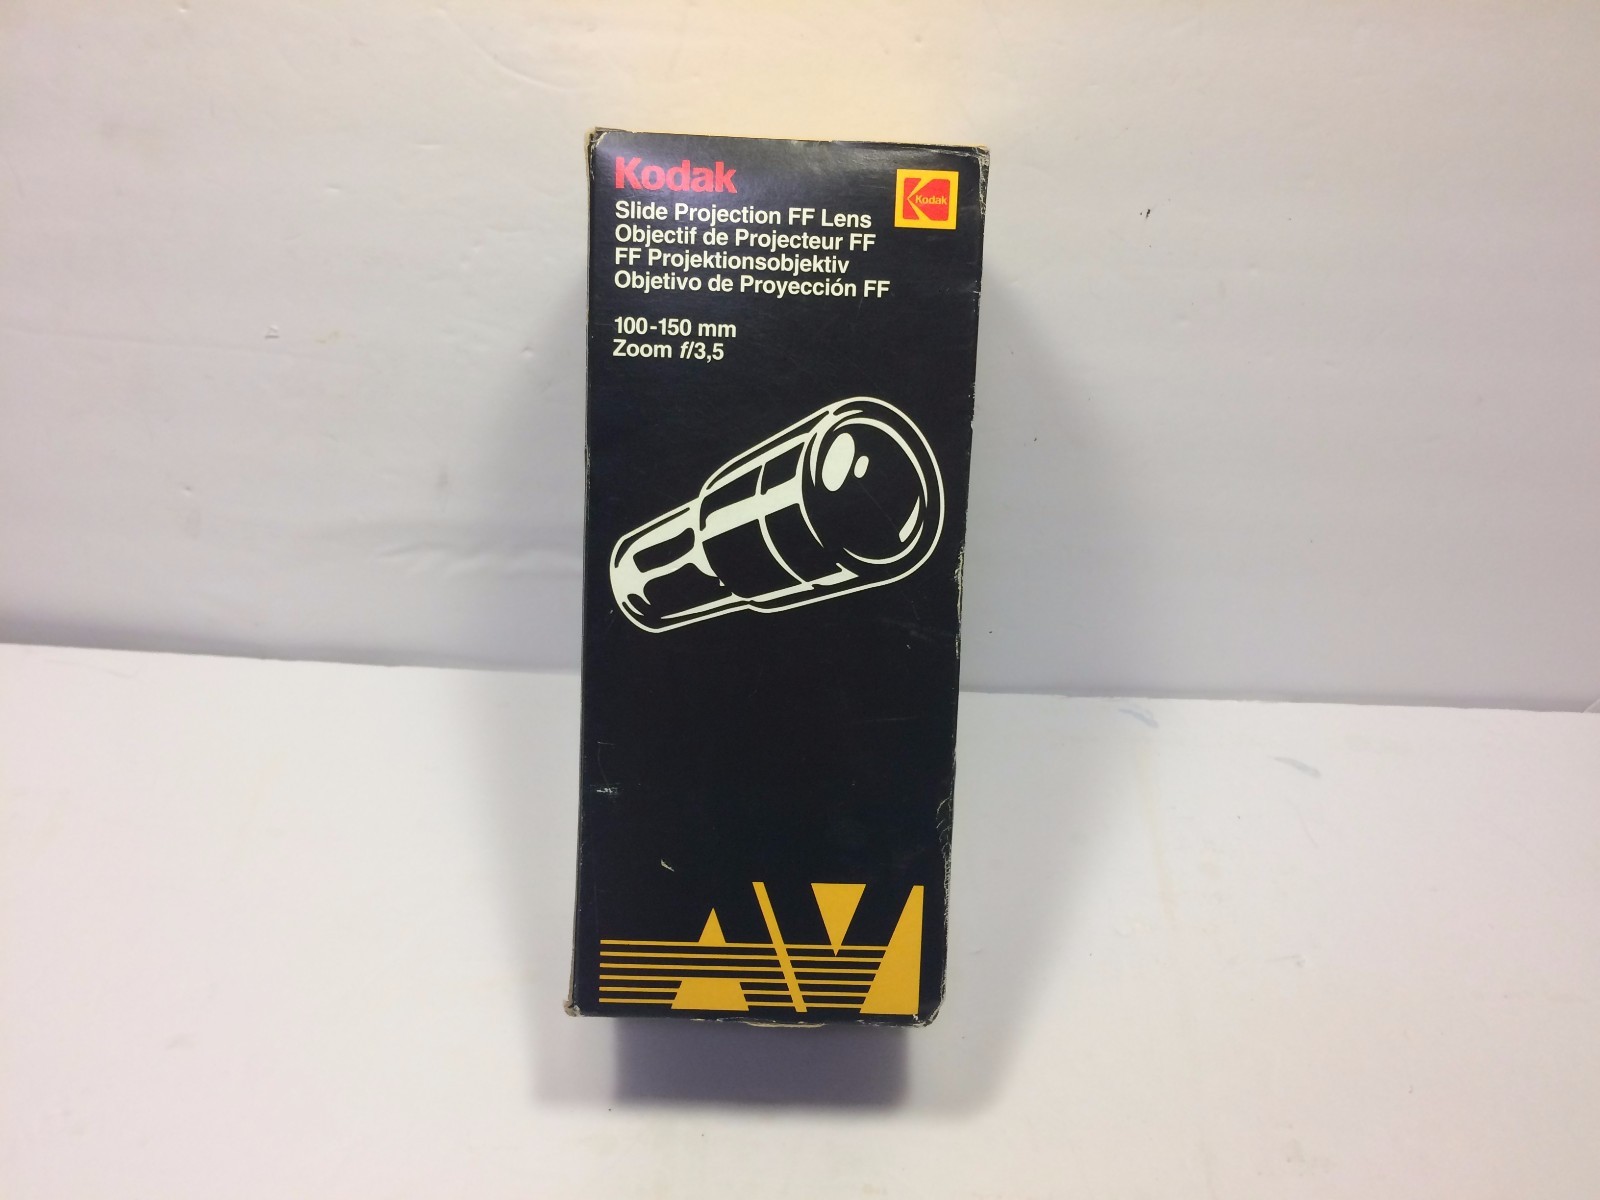 Kodak
Kodak
Slide Projection FF Lens
Objectif de Projecteur FF
FF Projektionsobjektiv
Objetivo de Proyección FF
100-150 mm
Zoom f/3,5
AV